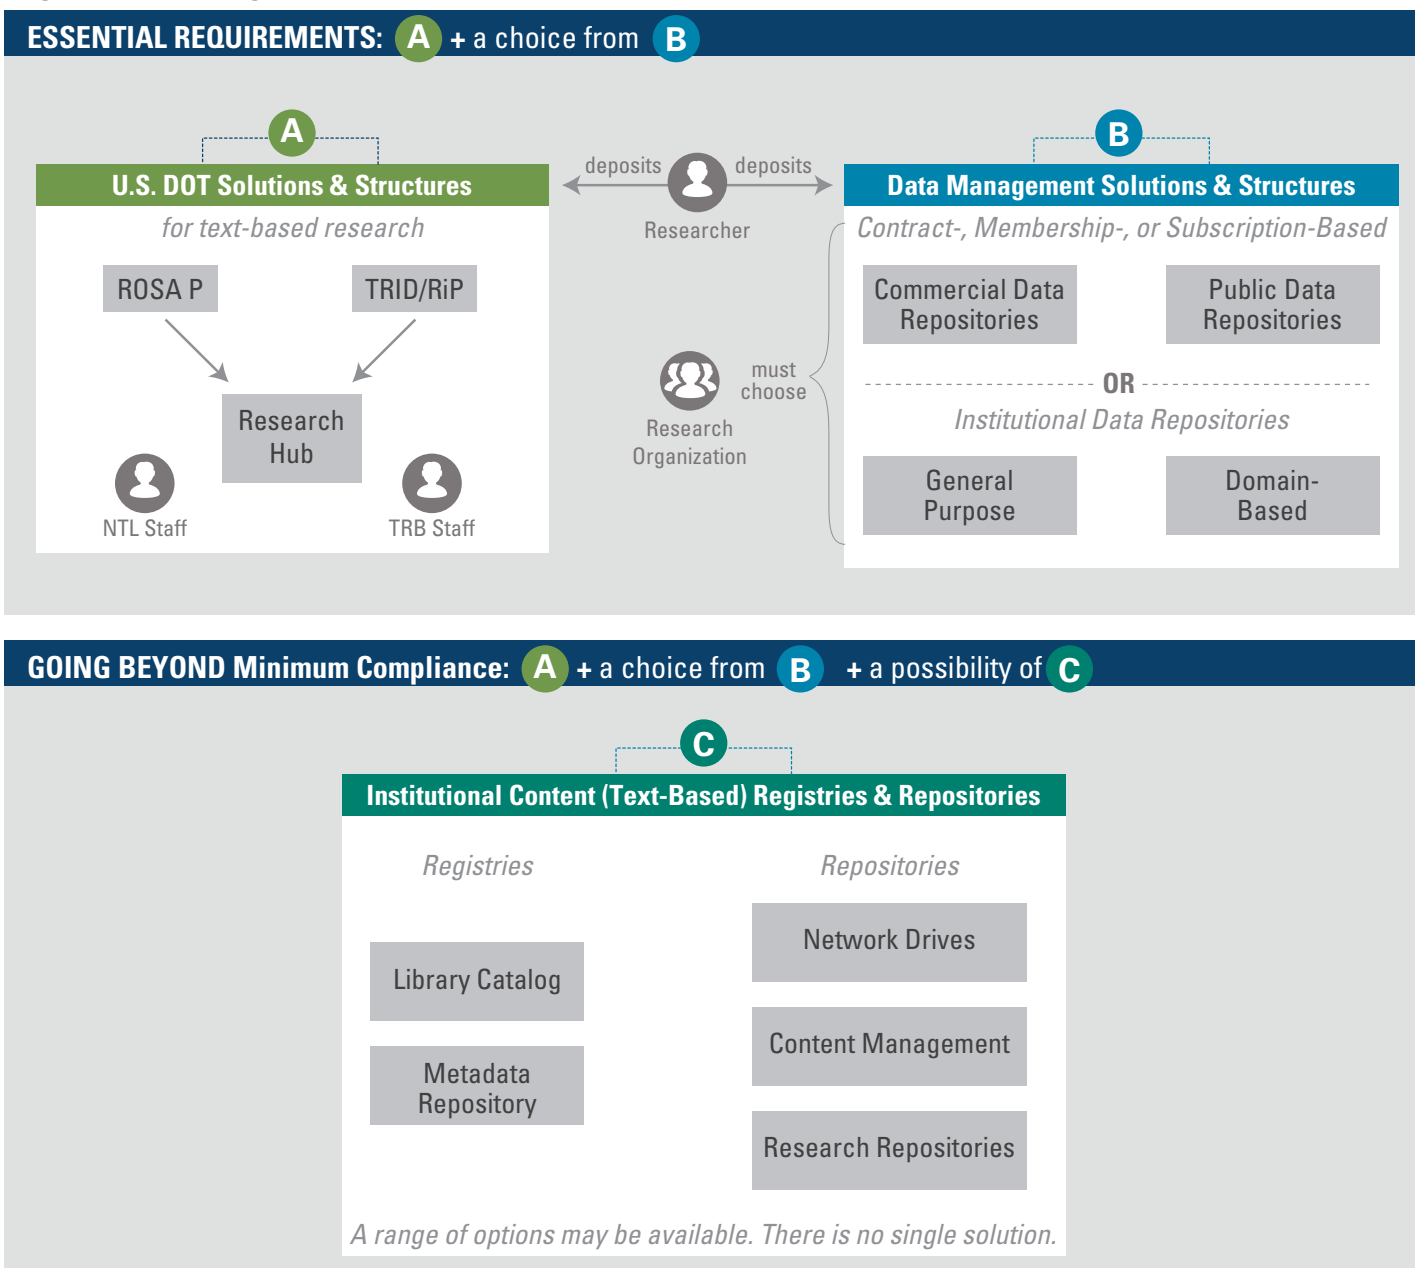 ESSENTIAL REQUIREMENTS: A + a choice from B
A
U.S. DOT Solutions & Structures
for text-based research
ROSA P
TRID/RiP
Research
Hub
NTL Staff
TRB Staff
deposits
deposits
Researcher
must
choose
Research
Organization
B
Data Management Solutions & Structures
Contract-, Membership-, or Subscription-Based
Commercial Data
Repositories
Public Data
Repositories
OR
Institutional Data Repositories
General
Purpose
Domain-
Based
GOING BEYOND Minimum Compliance: A + a choice from B + a possibility of C
C
Institutional Content (Text-Based) Registries & Repositories
Registries
Library Catalog
Metadata
Repository
Repositories
Network Drives
Content Management
Research Repositories
A range of options may be available. There is no single solution.